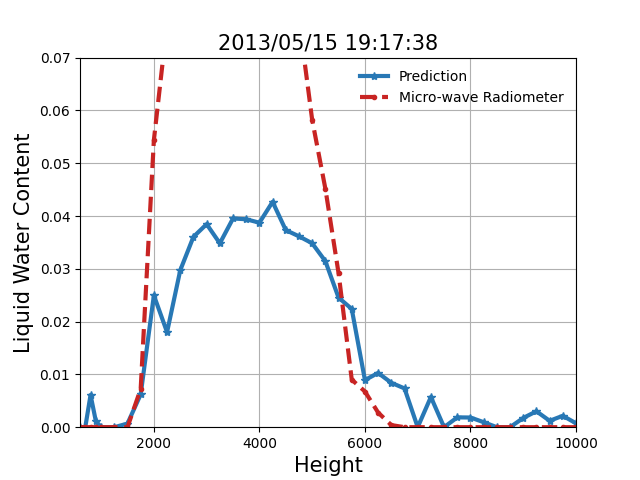 2013/05/15 19:17:38
0.07
0.06
0.05
0.04
0.03
0.02
0.01
0.00
Liquid Water Content
Prediction
Micro-wave Radiometer
2000 4000 6000 8000 10000
Height